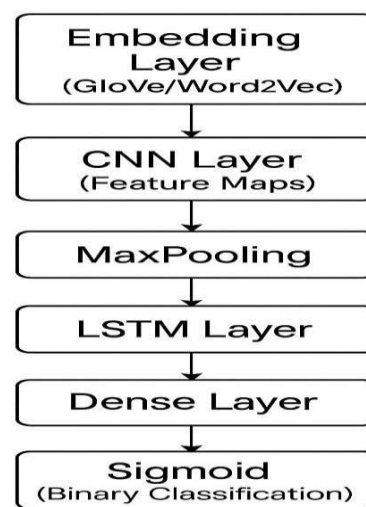 Embedding
Layer
(GloVe/Word2Vec)
CNN Layer
(Feature Maps)
MaxPooling
LSTM Layer
Dense Layer
Sigmoid
(Binary Classification)